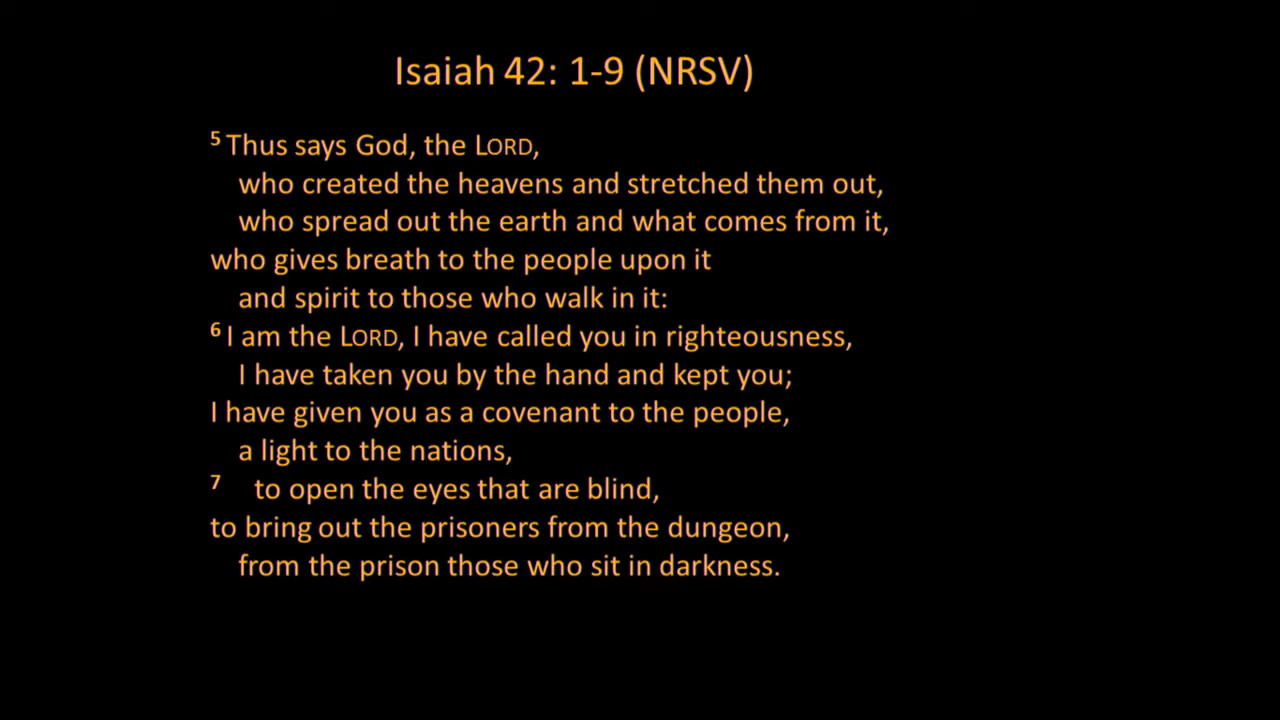 Isaiah 42: 1-9 (NRSV)
⁵ Thus says God, the LORD,
who created the heavens and stretched them out,
who spread out the earth and what comes from it,
who gives breath to the people upon it
and spirit to those who walk in it:
⁶ I am the LORD, I have called you in righteousness,
I have taken you by the hand and kept you;
I have given you as a covenant to the people,
a light to the nations,
⁷ to open the eyes that are blind,
to bring out the prisoners from the dungeon,
from the prison those who sit in darkness.